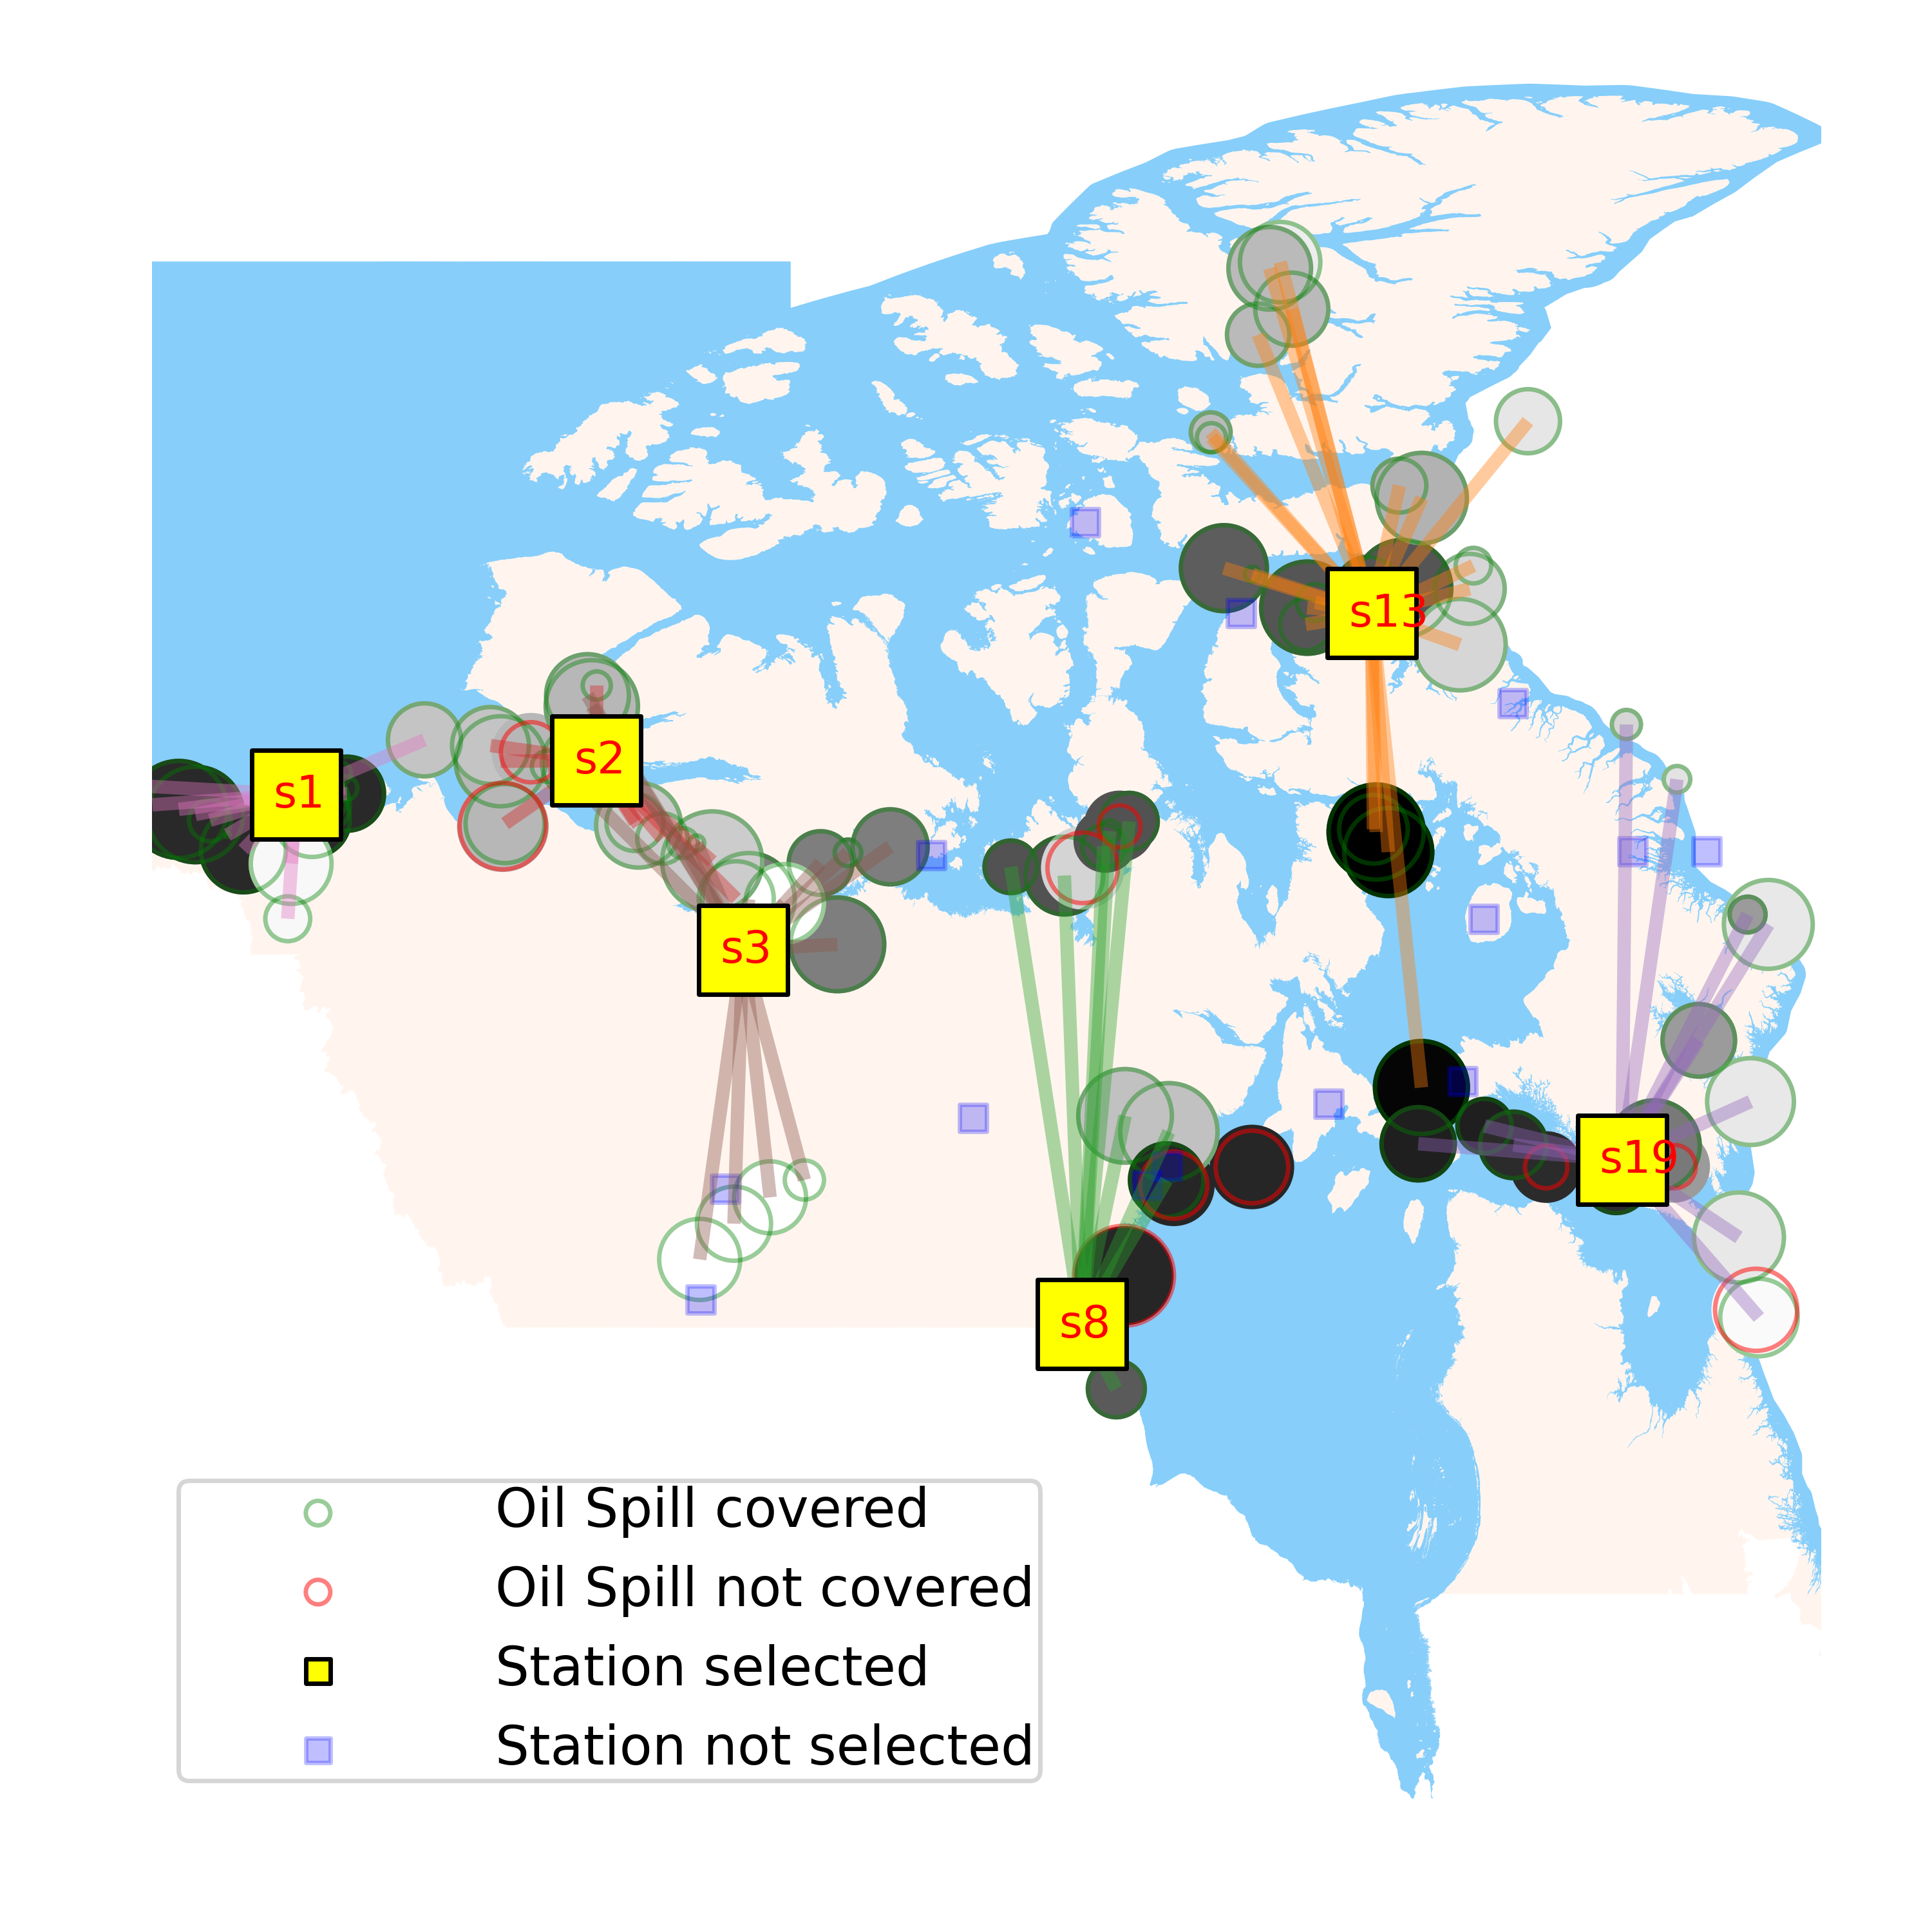 s13
s2
s1
s3
s19
s8
Oil Spill covered
Oil Spill not covered
Station selected
Station not selected